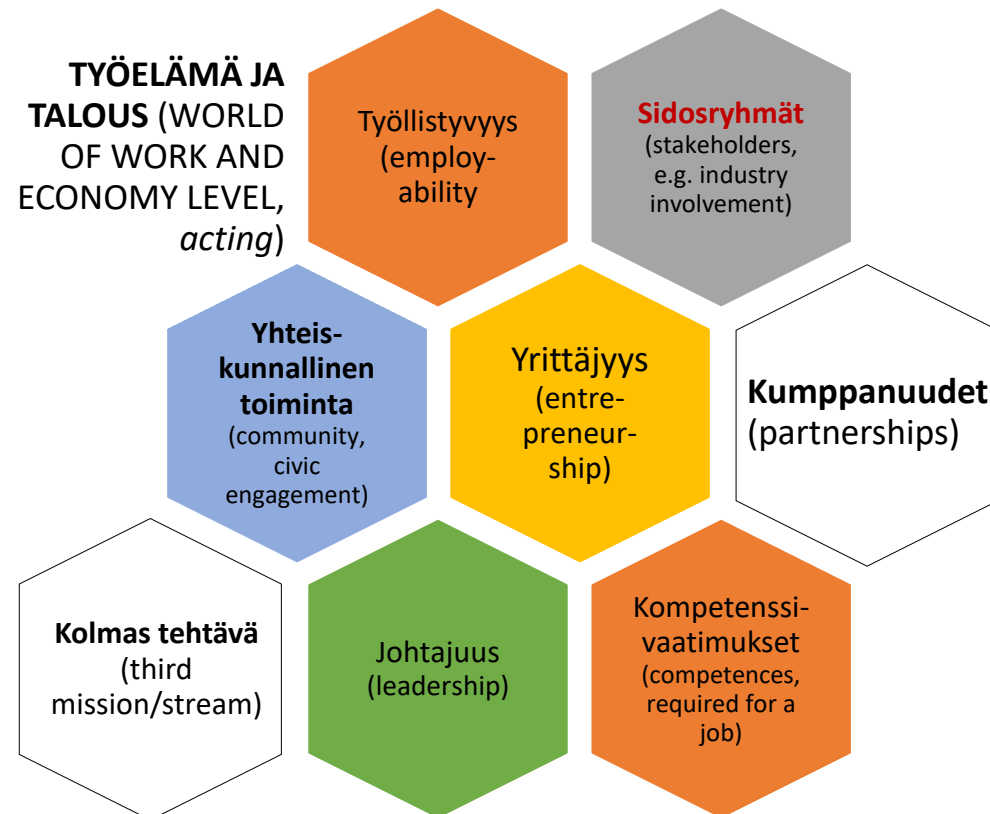 TYÖELÄMÄ JA
TALOUS (WORLD
OF WORK AND
ECONOMY LEVEL,
acting)
Työllistyvyys
(employ-
ability
Sidosryhmät
(stakeholders,
e.g. industry
involvement)
Yhteis-
kunnallinen
toiminta
(community,
civic
engagement)
Yrittäjyys
(entre-
preneur-
ship)
Kumppanuudet
(partnerships)
Kolmas tehtävä
(third
mission/stream)
Johtajuus
(leadership)
Kompetenssi-
vaatimukset
(competences,
required for a
job)